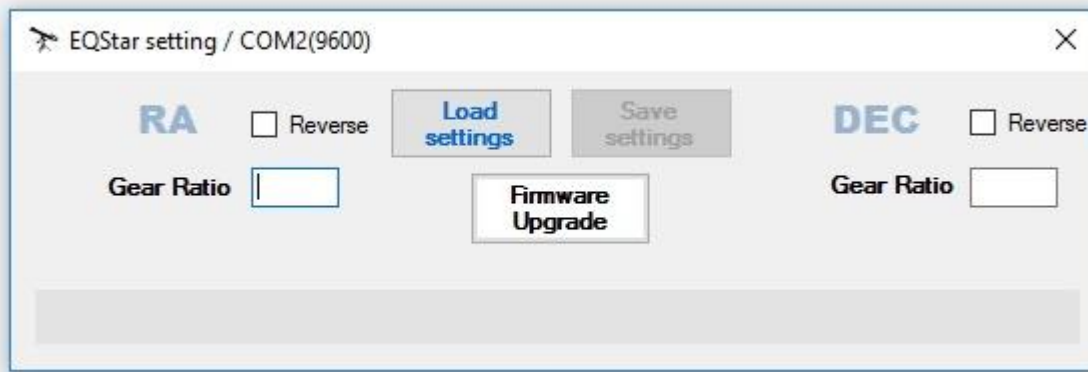 EQStar setting / COM2(9600)
RA
Reverse
Load
settings
Save
settings
DEC
Reverse
Gear Ratio
Firmware
Upgrade
Gear Ratio